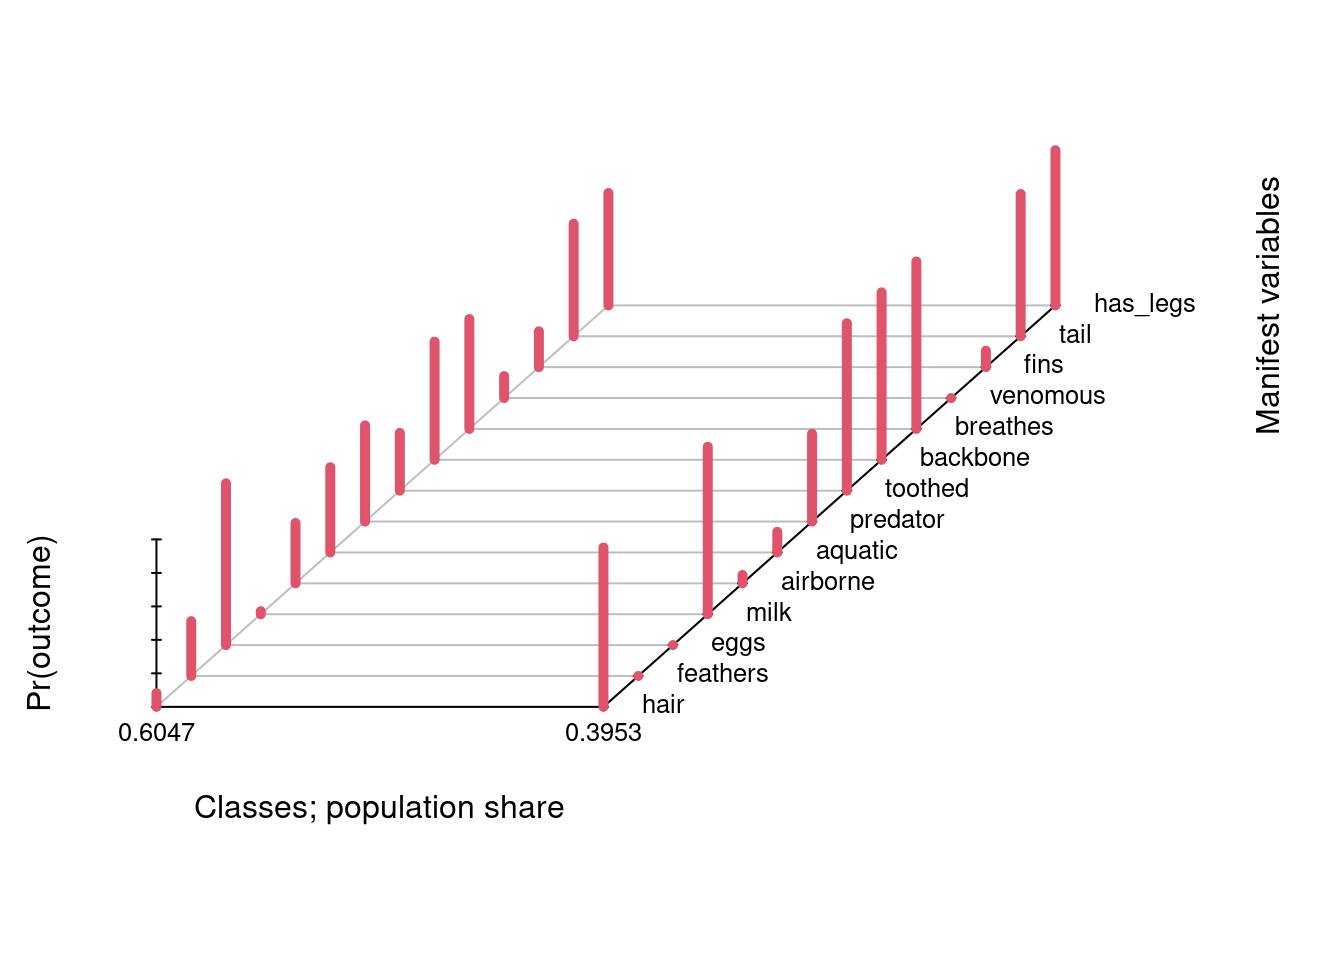 Manifest variables
has_legs
tail
fins
venomous
breathes
backbone
toothed
predator
aquatic
airborne
milk
eggs
feathers
hair
Pr(outcome)
0.6047 0.3953
Classes; population share